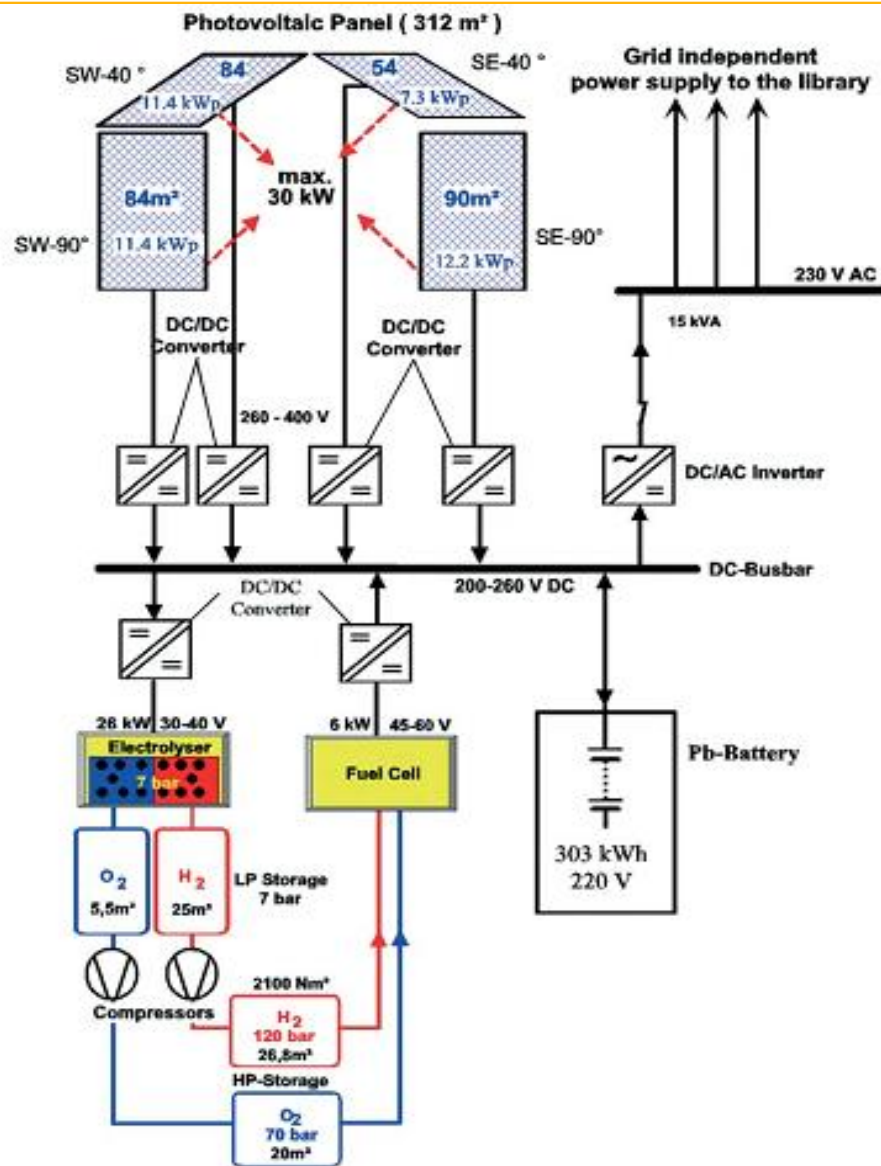 Photovoltaic Panel ( 312 m² )
SW-40 °
84
11.4 kWp
54
7.3 kWp
SE-40 °
Grid independent
power supply to the library
max.
30 kW
84m²
11.4 kWp
SW-90°
90m²
12.2 kWp
SE-90°
230 V AC
15 kVA
DC/DC
Converter
DC/DC
Converter
260 - 400 V
DC/AC Inverter
DC-Busbar
200-260 V DC
DC/DC
Converter
26 kW 30-40 V
Electrolyser
7 bar
6 kW 45-60 V
Fuel Cell
Pb-Battery
303 kWh
220 V
O2
5,5m³
H2
25m³
LP Storage
7 bar
Compressors
2100 Nm³
H2
120 bar
26,8m³
HP-Storage
O2
70 bar
20m³